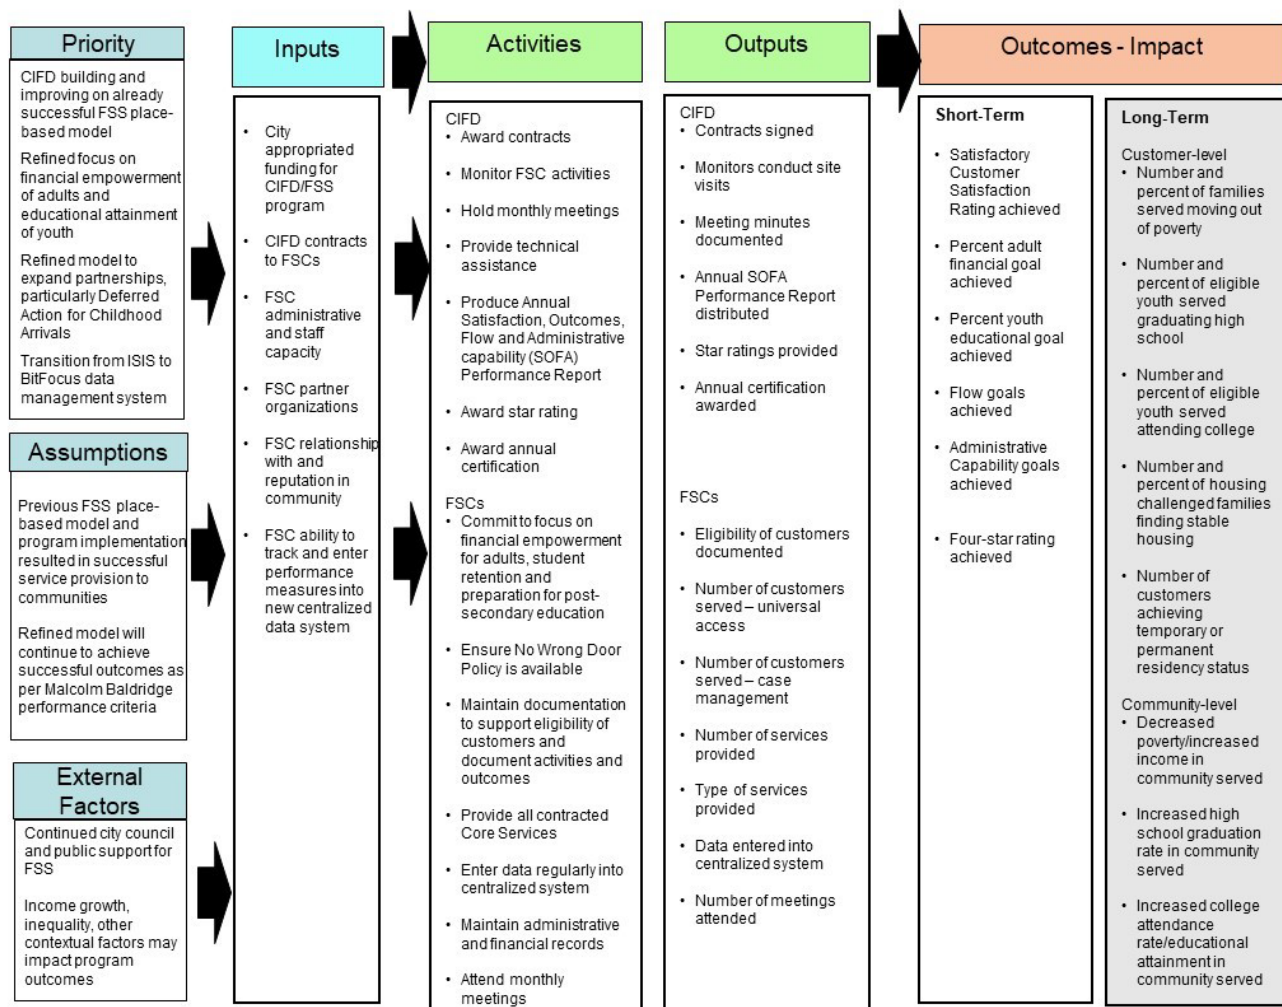 Priority
CIFD building and
improving on already
successful FSS place-
based model
Refined focus on
financial empowerment
of adults and
educational attainment
of youth
Refined model to
expand partnerships,
particularly Deferred
Action for Childhood
Arrivals
Transition from ISIS to
BitFocus data
management system
Assumptions
Previous FSS place-
based model and
program implementation
resulted in successful
service provision to
communities
Refined model will
continue to achieve
successful outcomes as
per Malcolm Baldridge
performance criteria
External
Factors
Continued city council
and public support for
FSS
Income growth,
inequality, other
contextual factors may
impact program
outcomes
Inputs
• City
appropriated
funding for
CIFD/FSS
program
• CIFD contracts
to FSCs
• FSC
administrative
and staff
capacity
• FSC partner
organizations
• FSC relationship
with and
reputation in
community
• FSC ability to
track and enter
performance
measures into
new centralized
data system
Activities
CIFD
• Award contracts
• Monitor FSC activities
• Hold monthly meetings
• Provide technical
assistance
• Produce Annual
Satisfaction, Outcomes,
Flow and Administrative
capability (SOFA)
Performance Report
• Award star rating
• Award annual
certification
FSCs
• Commit to focus on
financial empowerment
for adults, student
retention and
preparation for post-
secondary education
• Ensure No Wrong Door
Policy is available
• Maintain documentation
to support eligibility of
customers and
document activities and
outcomes
• Provide all contracted
Core Services
• Enter data regularly into
centralized system
• Maintain administrative
and financial records
• Attend monthly
meetings
Outputs
CIFD
• Contracts signed
• Monitors conduct site
visits
• Meeting minutes
documented
• Annual SOFA
Performance Report
distributed
• Star ratings provided
• Annual certification
awarded
FSCs
• Eligibility of customers
documented
• Number of customers
served – universal
access
• Number of customers
served – case
management
• Number of services
provided
• Type of services
provided
• Data entered into
centralized system
• Number of meetings
attended
Outcomes - Impact
Short-Term
• Satisfactory
Customer
Satisfaction
Rating achieved
• Percent adult
financial goal
achieved
• Percent youth
educational goal
achieved
• Flow goals
achieved
• Administrative
Capability goals
achieved
• Four-star rating
achieved
Long-Term
Customer-level
• Number and
percent of families
served moving out
of poverty
• Number and
percent of eligible
youth served
graduating high
school
• Number and
percent of eligible
youth served
attending college
• Number and
percent of housing
challenged families
finding stable
housing
• Number of
customers
achieving
temporary or
permanent
residency status
Community-level
• Decreased
poverty/increased
income in
community served
• Increased high
school graduation
rate in community
served
• Increased college
attendance
rate/educational
attainment in
community served